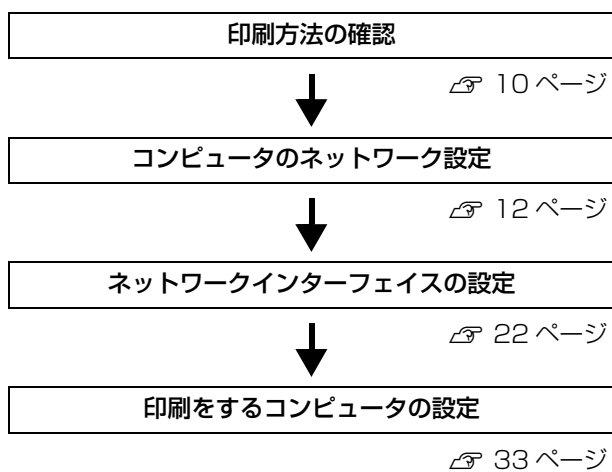 印刷方法の確認
10 ページ
コンピュータのネットワーク設定
12 ページ
ネットワークインターフェイスの設定
22 ページ
印刷をするコンピュータの設定
33 ページ